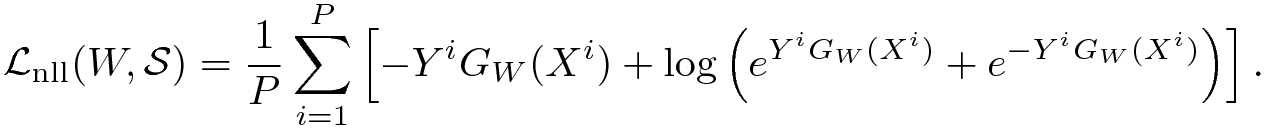 $$\mathcal{L}_{\text{nll}}(W, \mathcal{S}) = \frac{1}{P} \sum_{i=1}^{P} \left[ -Y^i G_W(X^i) + \log \left( e^{Y^i G_W(X^i)} + e^{-Y^i G_W(X^i)} \right) \right].$$